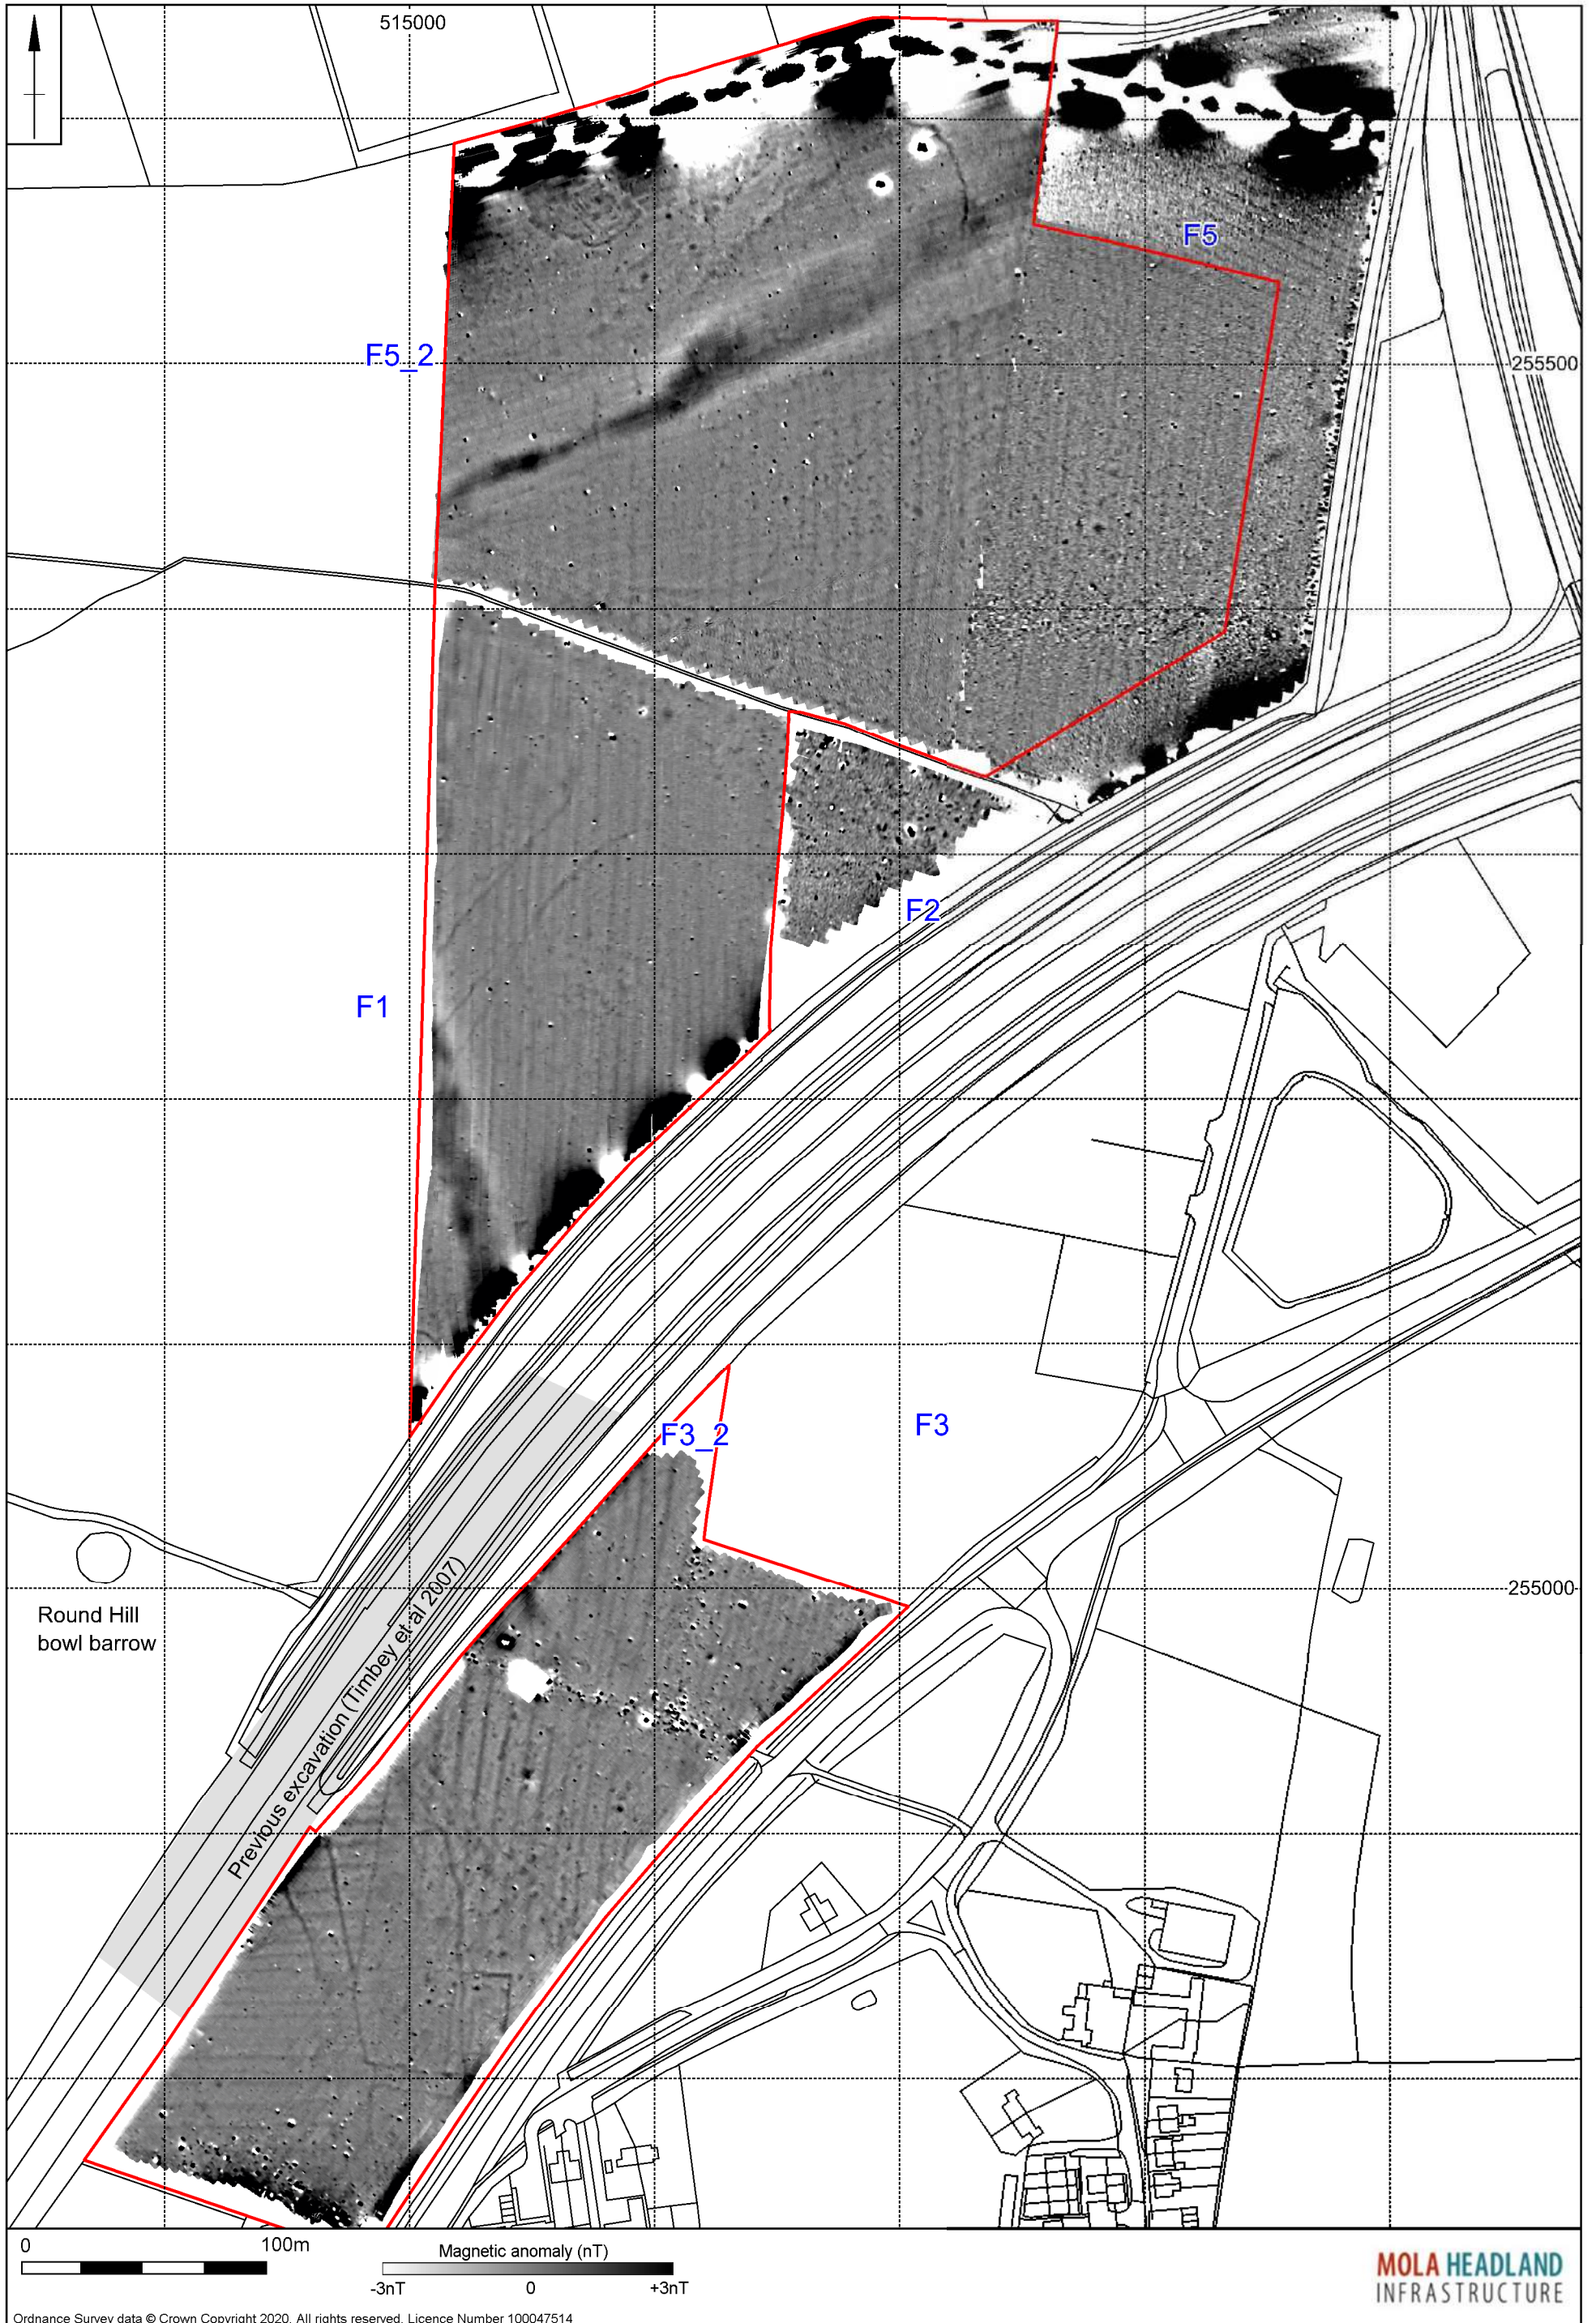 515000
F5
F5_2
255500
F2
F1
F3_2
F3
255000
Round Hill
bowl barrow
Previous excavation (Timbey et al 2007)
0
100m
Magnetic anomaly (nT)
-3nT
0
+3nT
MOLA HEADLAND
INFRASTRUCTURE
Ordnance Survey data © Crown Copyright 2020. All rights reserved. Licence Number 100047514